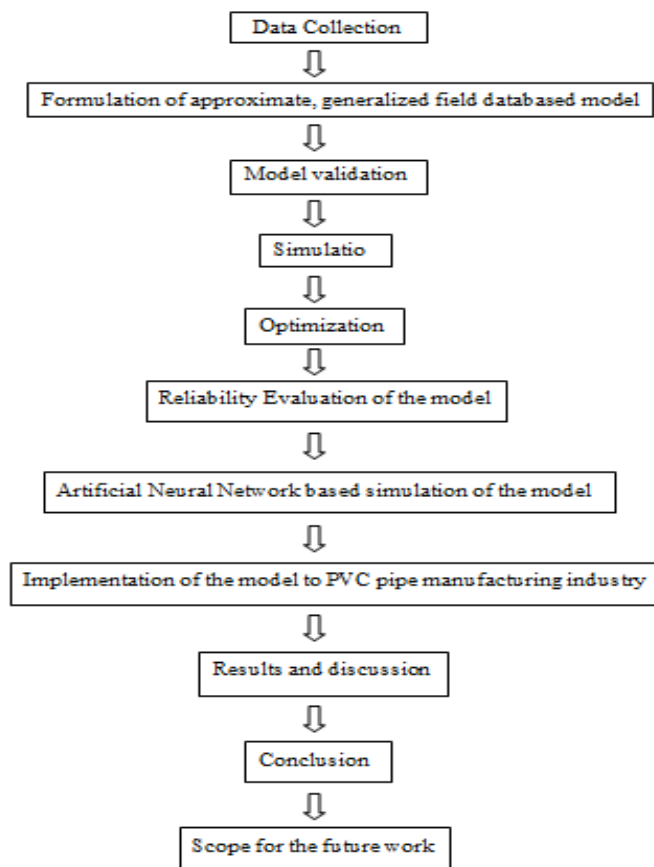 Data Collection
Formulation of approximate, generalized field databased model
Model validation
Simulatio
Optimization
Reliability Evaluation of the model
Artificial Neural Network based simulation of the model
Implementation of the model to PVC pipe manufacturing industry
Results and discussion
Conclusion
Scope for the future work